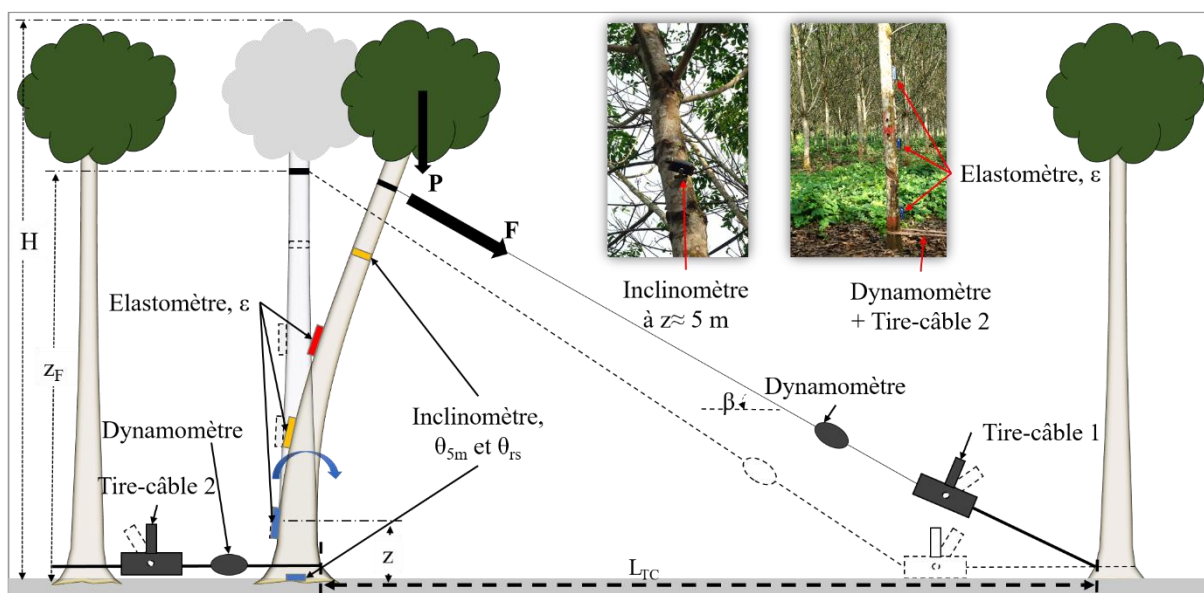 H
z_F
P
F
Elastomètre, ε
Dynamomètre
Tire-câble 2
Inclinomètre,
θ_5m et θ_rs
z
L_TC
β
Inclinomètre
à z≈ 5 m
Dynamomètre
+ Tire-câble 2
Elastomètre, ε
Dynamomètre
Tire-câble 1